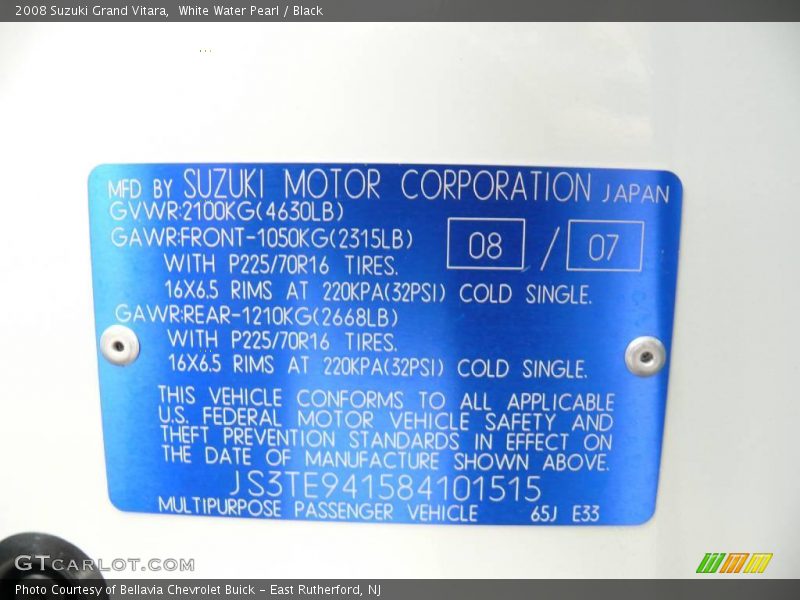 2008 Suzuki Grand Vitara,  White Water Pearl / Black
MFD BY SUZUKI MOTOR CORPORATION JAPAN
GVWR:2100KG(4630LB)
GAWR:FRONT-1050KG(2315LB)
08 / 07
WITH P225/70R16 TIRES.
16X6.5 RIMS AT 220KPA(32PSI) COLD SINGLE.
GAWR:REAR-1210KG(2668LB)
WITH P225/70R16 TIRES.
16X6.5 RIMS AT 220KPA(32PSI) COLD SINGLE.
THIS VEHICLE CONFORMS TO ALL APPLICABLE
U.S. FEDERAL MOTOR VEHICLE SAFETY AND
THEFT PREVENTION STANDARDS IN EFFECT ON
THE DATE OF MANUFACTURE SHOWN ABOVE.
JS3TE941584101515
MULTIPURPOSE PASSENGER VEHICLE 65J E33
GTCARLOT.COM
Photo Courtesy of Bellavia Chevrolet Buick - East Rutherford, NJ